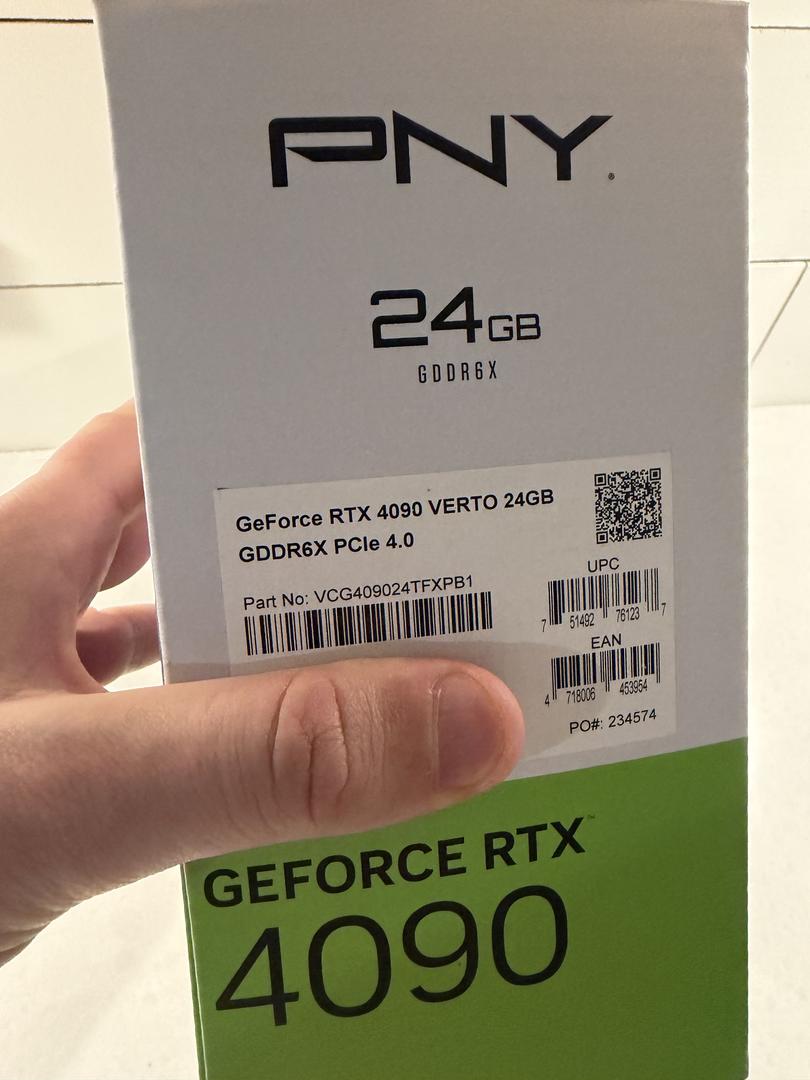 PNY®
24GB
GDDR6X
GeForce RTX 4090 VERTO 24GB
GDDR6X PCIe 4.0
Part No: VCG409024TFXPB1
UPC
7 51492 76123 7
EAN
4 718006 453954
PO#: 234574
GEFORCE RTX™
4090